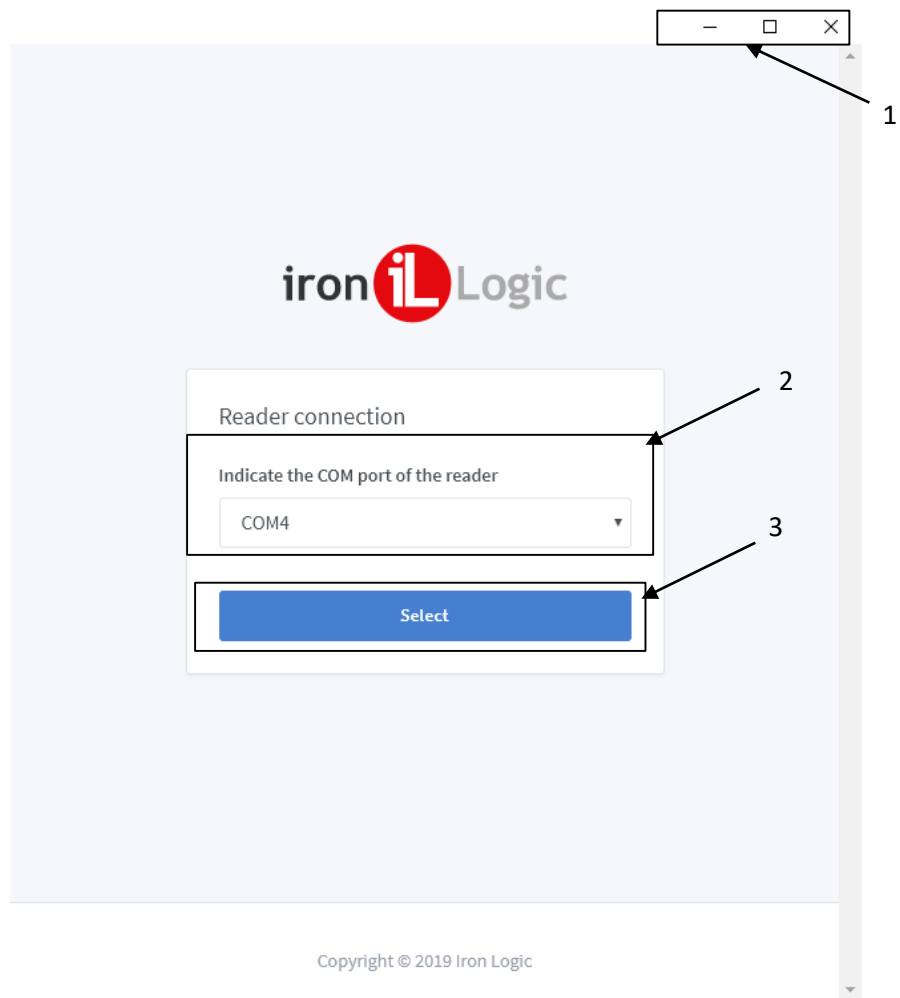 1
iron iL Logic
2
Reader connection
Indicate the COM port of the reader
COM4
3
Select
Copyright © 2019 Iron Logic